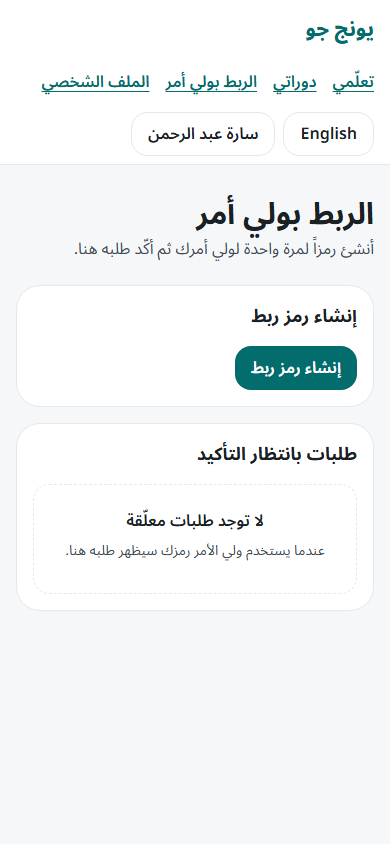 يونج جو
تعلّمي
دوراتي
الربط بولي أمر
الملف الشخصي
English
سارة عبد الرحمن
الربط بولي أمر
أنشئ رمزاً لمرة واحدة لولي أمرك ثم أكّد طلبه هنا.
إنشاء رمز ربط
إنشاء رمز ربط
طلبات بانتظار التأكيد
لا توجد طلبات معلّقة
عندما يستخدم ولي الأمر رمزك سيظهر طلبه هنا.